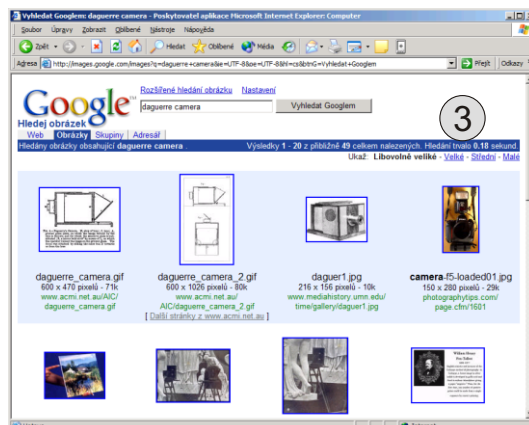 Vyhledat Googlem: daguerre camera - Poskytovatel aplikace Microsoft Internet Explorer: Computer
Soubor Úpravy Zobrazit Oblíbené Nástroje Nápověda
Zpět Hledat Oblíbené Média
Adresa http://images.google.com/images?q=daguerre+camera&ie=UTF-8&oe=UTF-8&hl=cs&btnG=Vyhledat+Googlem Přejít Odkazy
Google
Hledej obrázek
Rozšířené hledání obrázku Nastavení
daguerre camera Vyhledat Googlem
3
Web Obrázky Skupiny Adresář
Hledány obrázky obsahující daguerre camera . Výsledky 1 - 20 z přibližně 49 celkem nalezených. Hledání trvalo 0.18 sekund.
Ukaž: Libovolně veliké - Velké - Střední - Malé
daguerre_camera.gif
600 x 470 pixelů - 71k
www.acmi.net.au/AIC/
daguerre_camera.gif
daguerre_camera_2.gif
600 x 1026 pixelů - 80k
www.acmi.net.au/
AIC/daguerre_camera_2.gif
[ Další stránky z www.acmi.net.au ]
daguer1.jpg
216 x 156 pixelů - 10k
www.mediahistory.umn.edu/
time/gallery/daguer1.jpg
camera-f5-loaded01.jpg
150 x 280 pixelů - 29k
photographytips.com/
page.cfm/1601